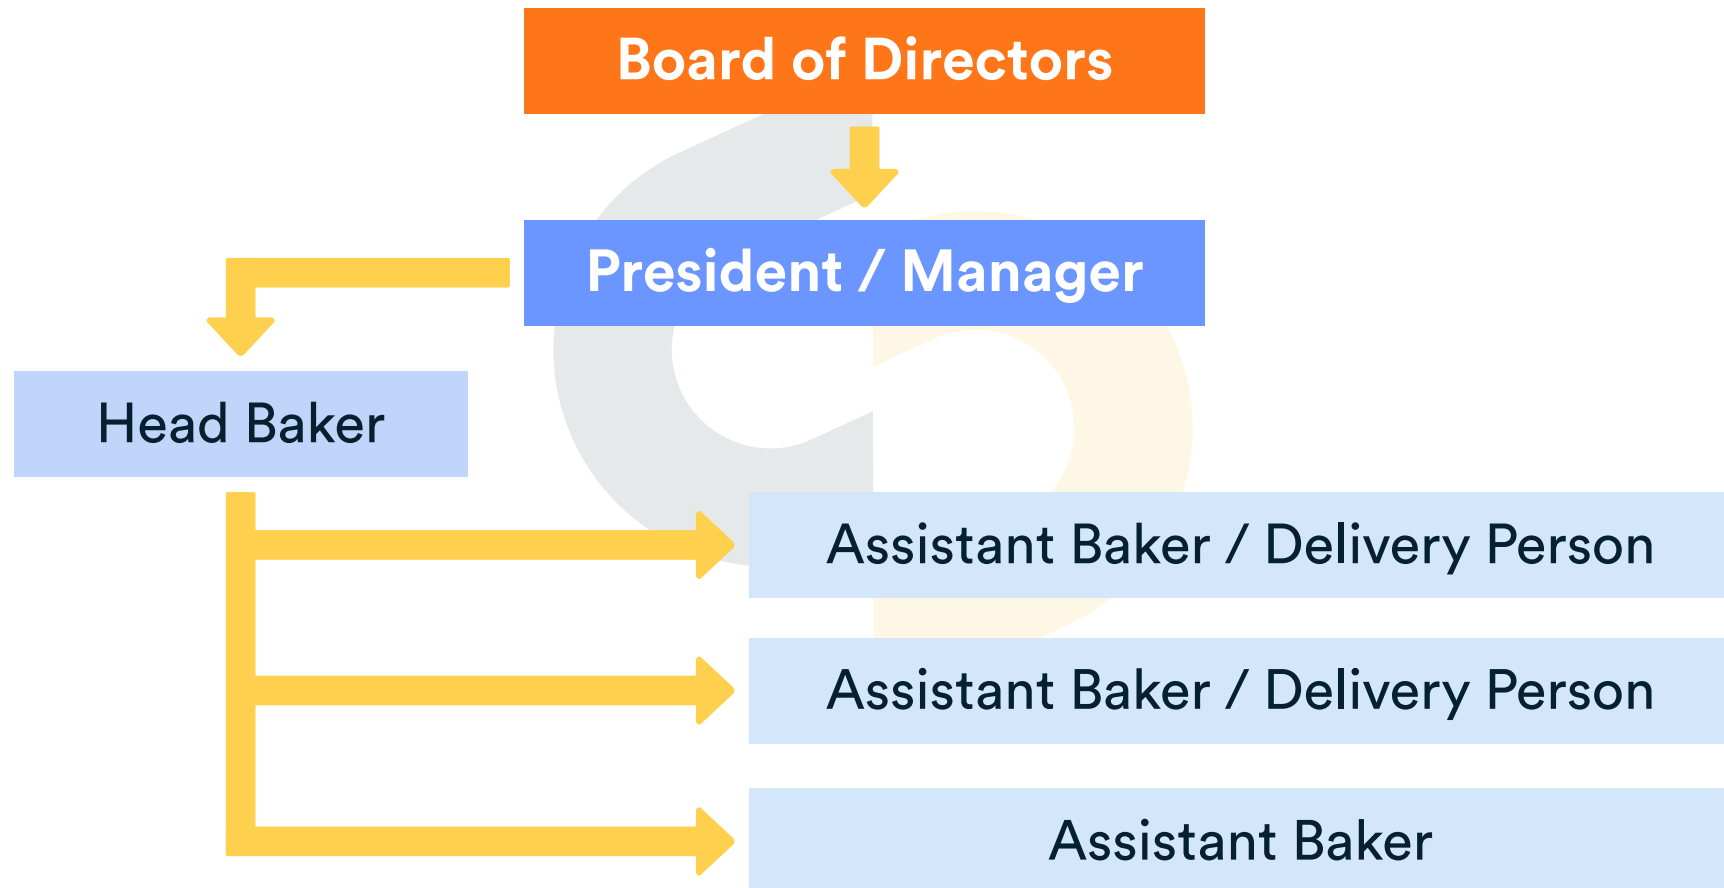 Board of Directors
President / Manager
Head Baker
Assistant Baker / Delivery Person
Assistant Baker / Delivery Person
Assistant Baker